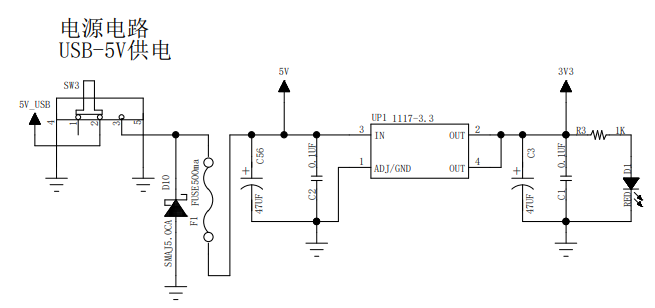 电源电路
USB-5V供电
SW3
5V_USB
4
1
2
3
5
D10
SMAJ5.0CA
F1
FUSE500ma
5V
C56
47UF
0.1UF
C2
UP1 1117-3.3
3
IN
OUT
2
1
ADJ/GND
OUT
4
3V3
C3
47UF
0.1UF
C1
R3
1K
D1
RED